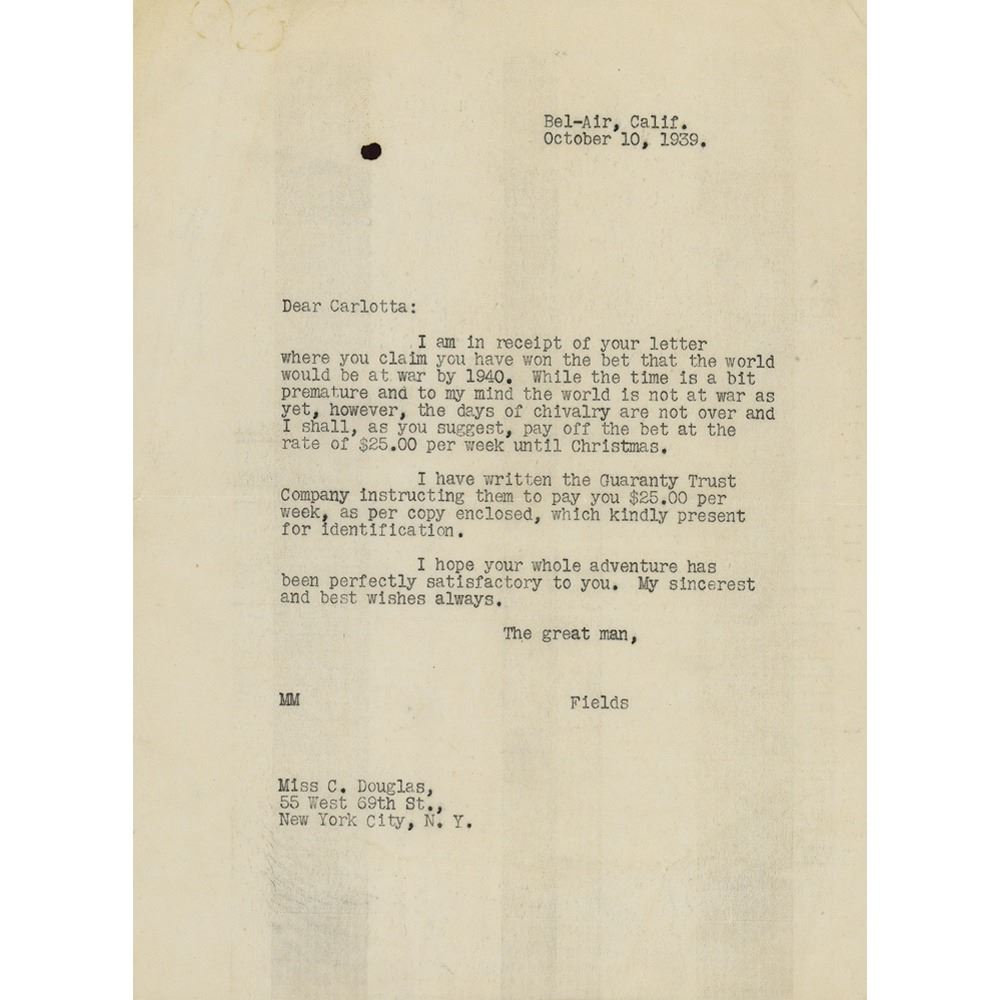 Bel-Air, Calif.
October 10, 1939.
Dear Carlotta:
I am in receipt of your letter
where you claim you have won the bet that the world
would be at war by 1940. While the time is a bit
premature and to my mind the world is not at war as
yet, however, the days of chivalry are not over and
I shall, as you suggest, pay off the bet at the
rate of $25.00 per week until Christmas.
I have written the Guaranty Trust
Company instructing them to pay you $25.00 per
week, as per copy enclosed, which kindly present
for identification.
I hope your whole adventure has
been perfectly satisfactory to you. My sincerest
and best wishes always.
The great man,
MM Fields
Miss C. Douglas,
55 West 69th St.,
New York City, N. Y.